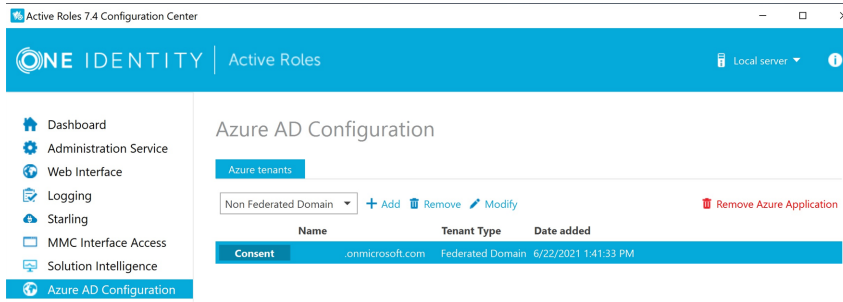 Active Roles 7.4 Configuration Center
ONE IDENTITY Active Roles
Local server
Dashboard
Administration Service
Web Interface
Logging
Starling
MMC Interface Access
Solution Intelligence
Azure AD Configuration
Azure AD Configuration
Azure tenants
Non Federated Domain Add Remove Modify Remove Azure Application
Name Tenant Type Date added
Consent .onmicrosoft.com Federated Domain 6/22/2021 1:41:33 PM